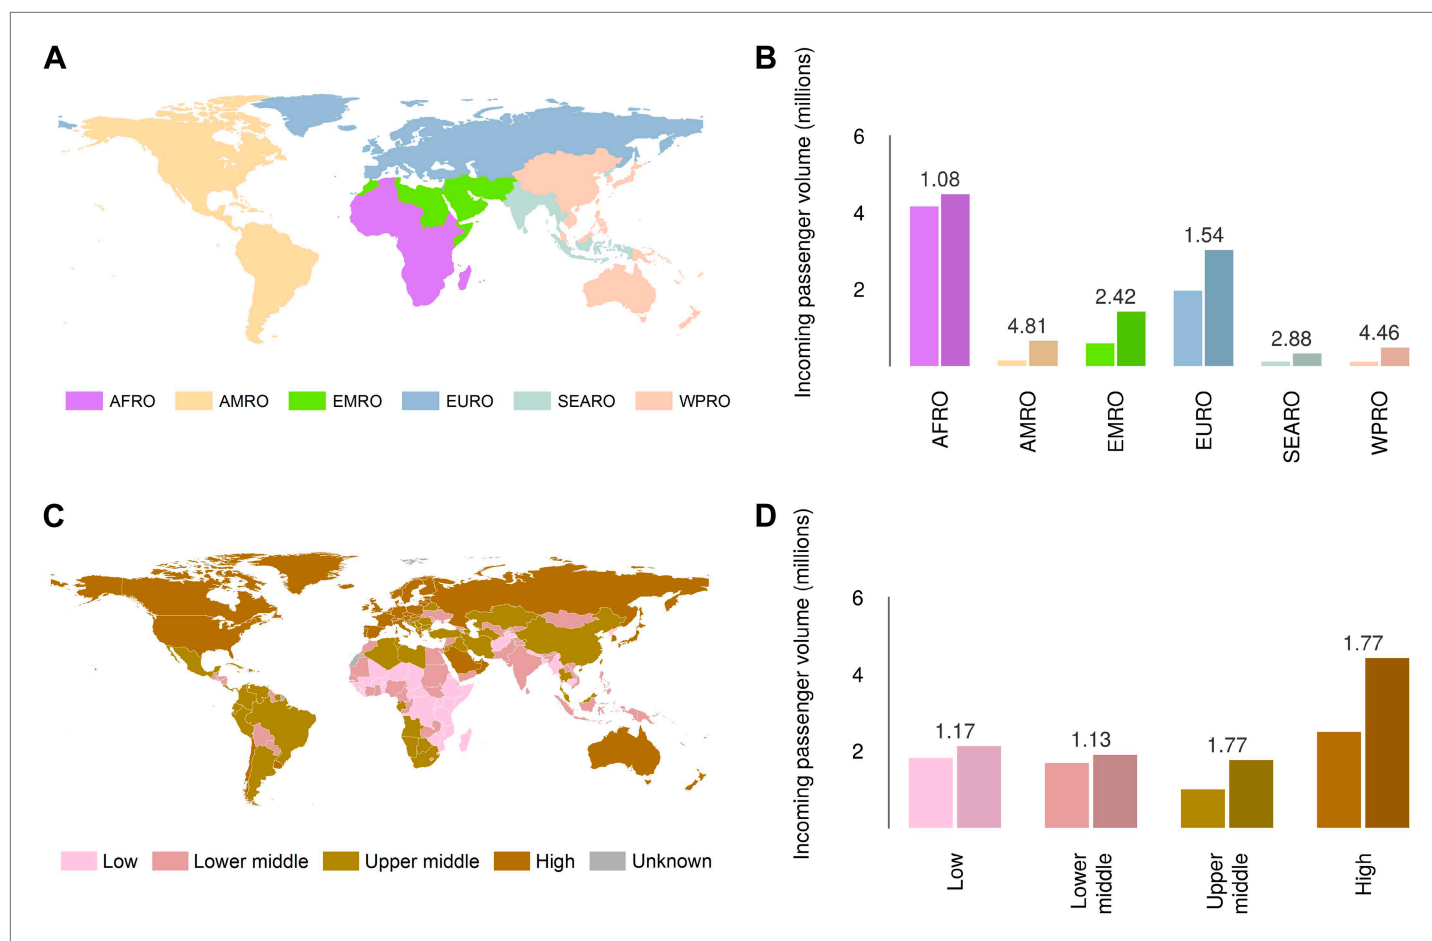 A
AFRO AMRO EMRO EURO SEARO WPRO
B
Incoming passenger volume (millions)
6
4
2
1.08
4.81
2.42
1.54
2.88
4.46
AFRO
AMRO
EMRO
EURO
SEARO
WPRO
C
Low Lower middle Upper middle High Unknown
D
Incoming passenger volume (millions)
6
4
2
1.17
1.13
1.77
1.77
Low
Lower
middle
Upper
middle
High